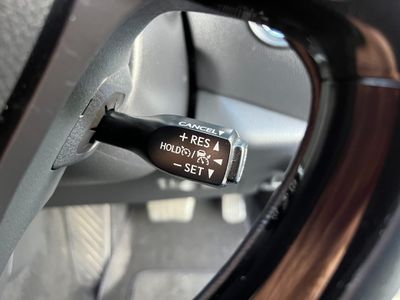 CANCEL
+ RES
HOLD /
− SET